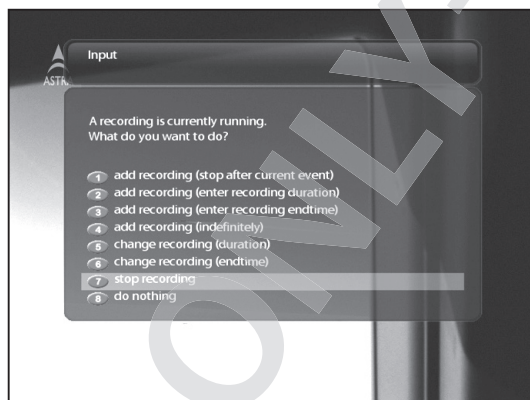 Input
ASTRA
A recording is currently running.
What do you want to do?
1 add recording (stop after current event)
2 add recording (enter recording duration)
3 add recording (enter recording endtime)
4 add recording (indefinitely)
5 change recording (duration)
6 change recording (endtime)
7 stop recording
8 do nothing
ONLY